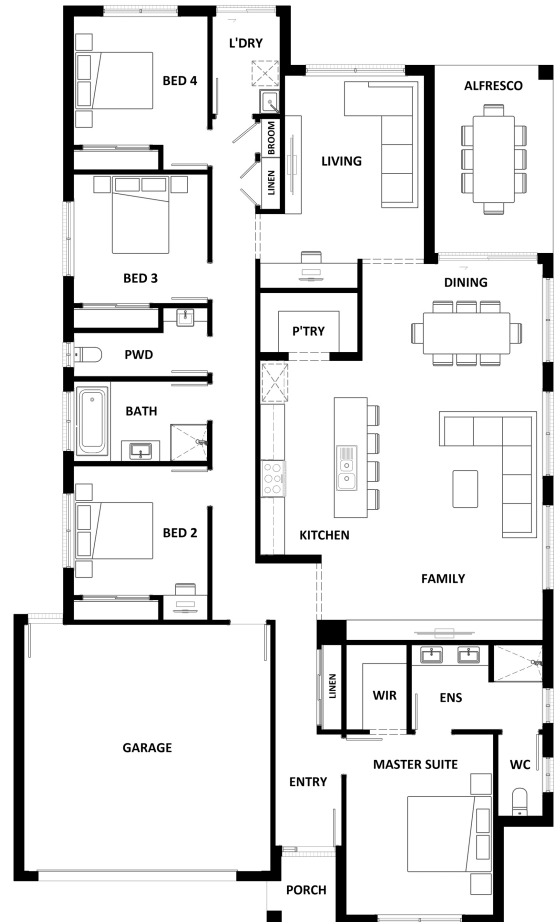 L'DRY
BED 4
ALFRESCO
BROOM
LIVING
LINEN
BED 3
DINING
P'TRY
PWD
BATH
BED 2
KITCHEN
FAMILY
LINEN
WIR
ENS
GARAGE
MASTER SUITE
WC
ENTRY
PORCH